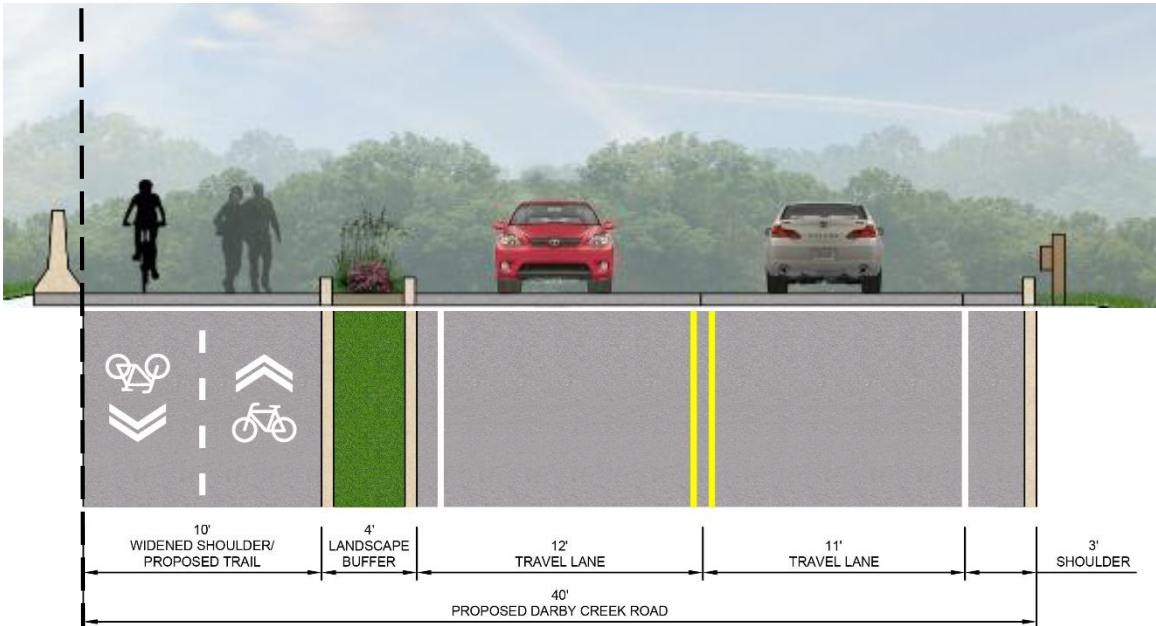 10'
WIDENED SHOULDER/
PROPOSED TRAIL
4'
LANDSCAPE
BUFFER
12'
TRAVEL LANE
11'
TRAVEL LANE
3'
SHOULDER
40'
PROPOSED DARBY CREEK ROAD